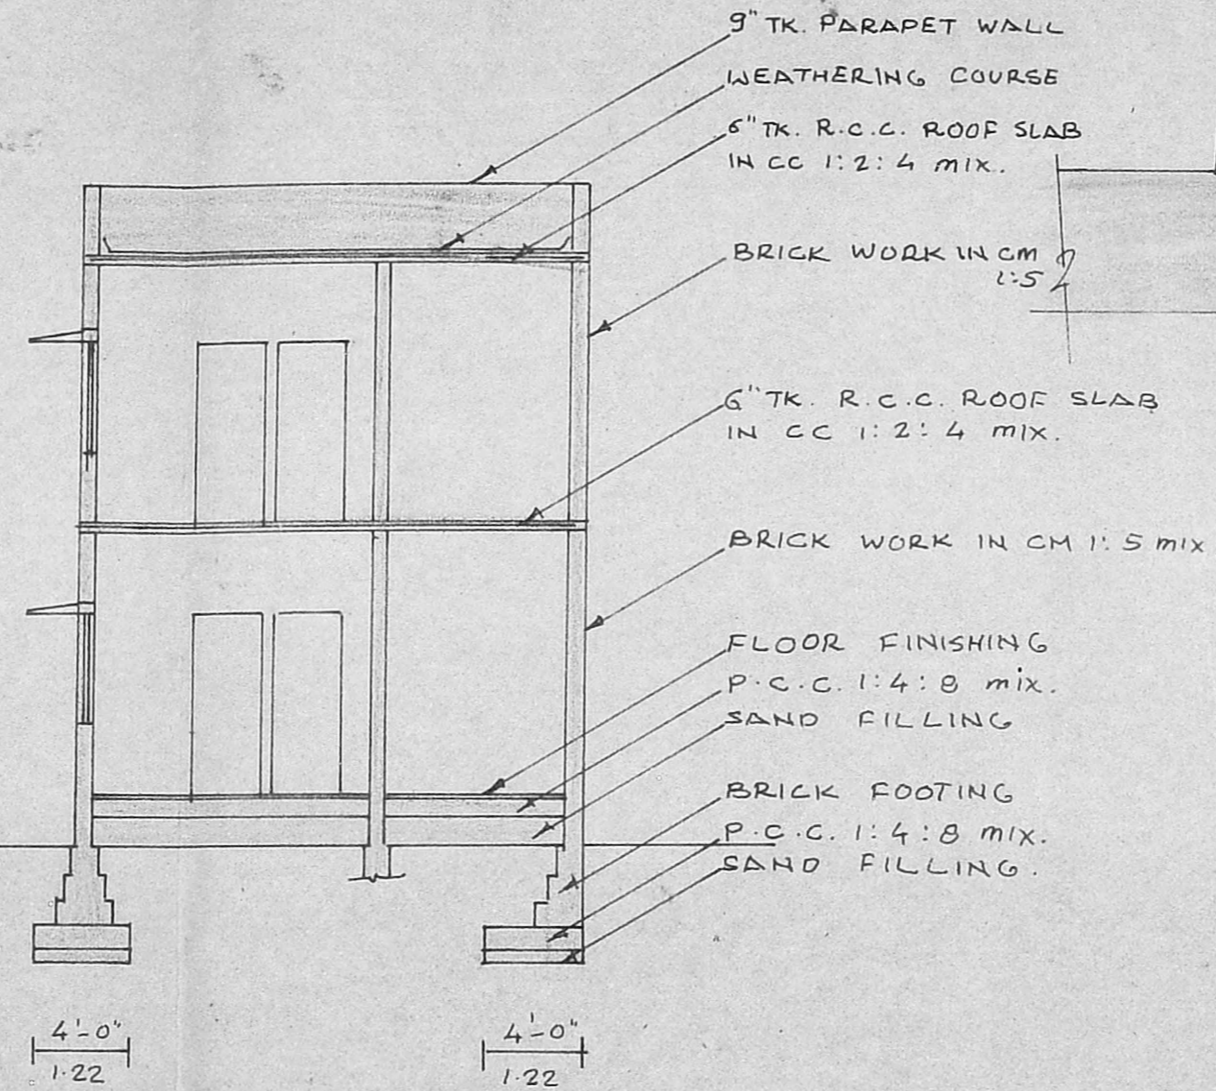 9" TK. PARAPET WALL
WEATHERING COURSE
6" TK. R.C.C. ROOF SLAB
IN CC 1:2:4 MIX.
BRICK WORK IN CM
1:5
6" TK. R.C.C. ROOF SLAB
IN CC 1:2:4 MIX.
BRICK WORK IN CM 1:5 MIX
FLOOR FINISHING
P.C.C. 1:4:8 MIX.
SAND FILLING
BRICK FOOTING
P.C.C. 1:4:8 MIX.
SAND FILLING.
4'-0"
1.22
4'-0"
1.22